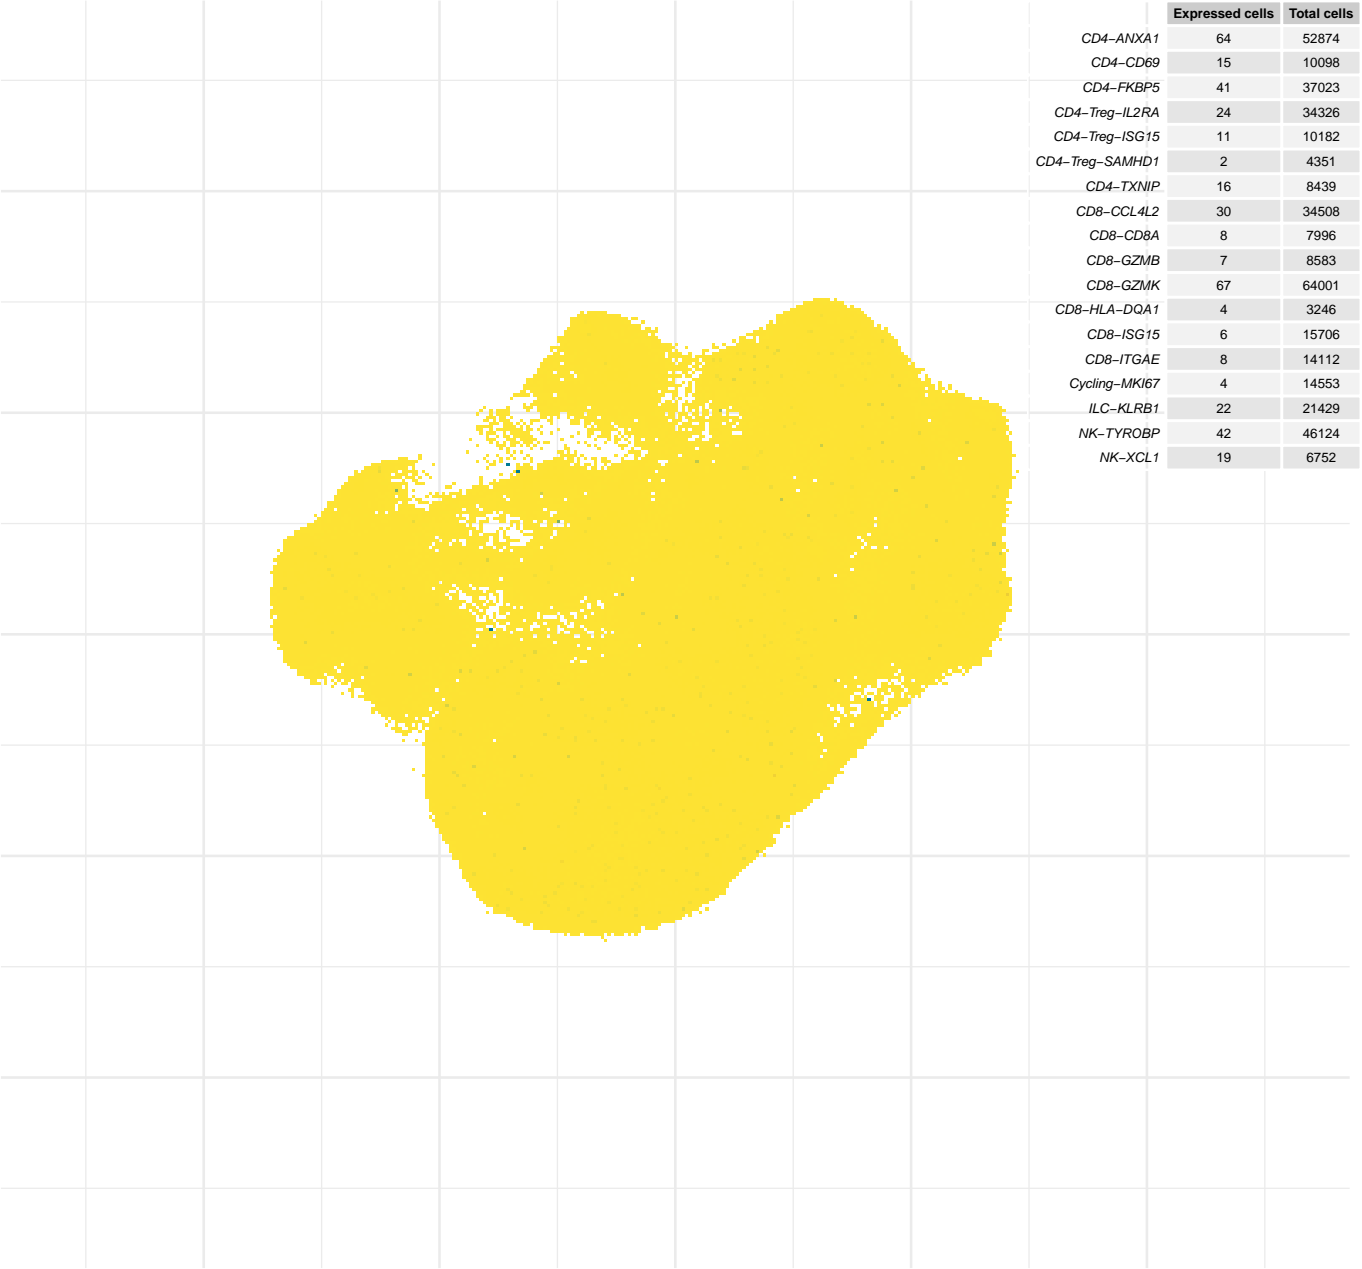 Expressed cells Total cells
CD4−ANXA1 64 52874
CD4−CD69 15 10098
CD4−FKBP5 41 37023
CD4−Treg−IL2RA 24 34326
CD4−Treg−ISG15 11 10182
CD4−Treg−SAMHD1 2 4351
CD4−TXNIP 16 8439
CD8−CCL4L2 30 34508
CD8−CD8A 8 7996
CD8−GZMB 7 8583
CD8−GZMK 67 64001
CD8−HLA−DQA1 4 3246
CD8−ISG15 6 15706
CD8−ITGAE 8 14112
Cycling−MKI67 4 14553
ILC−KLRB1 22 21429
NK−TYROBP 42 46124
NK−XCL1 19 6752